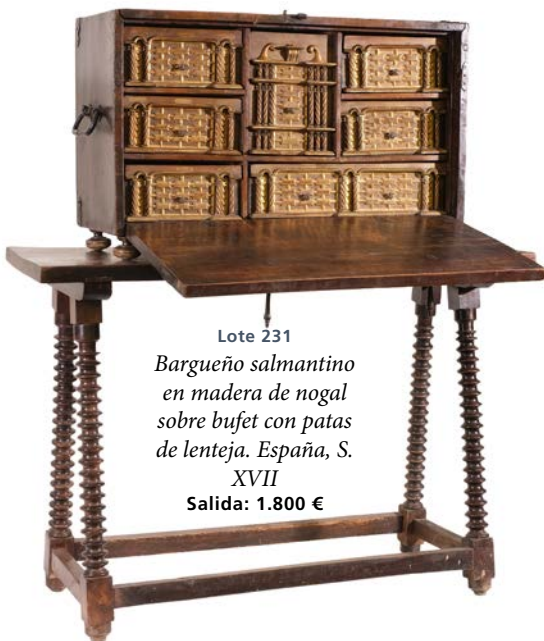 Lote 231
Bargueño salmantino
en madera de nogal
sobre bufet con patas
de lenteja. España, S.
XVII
Salida: 1.800 €